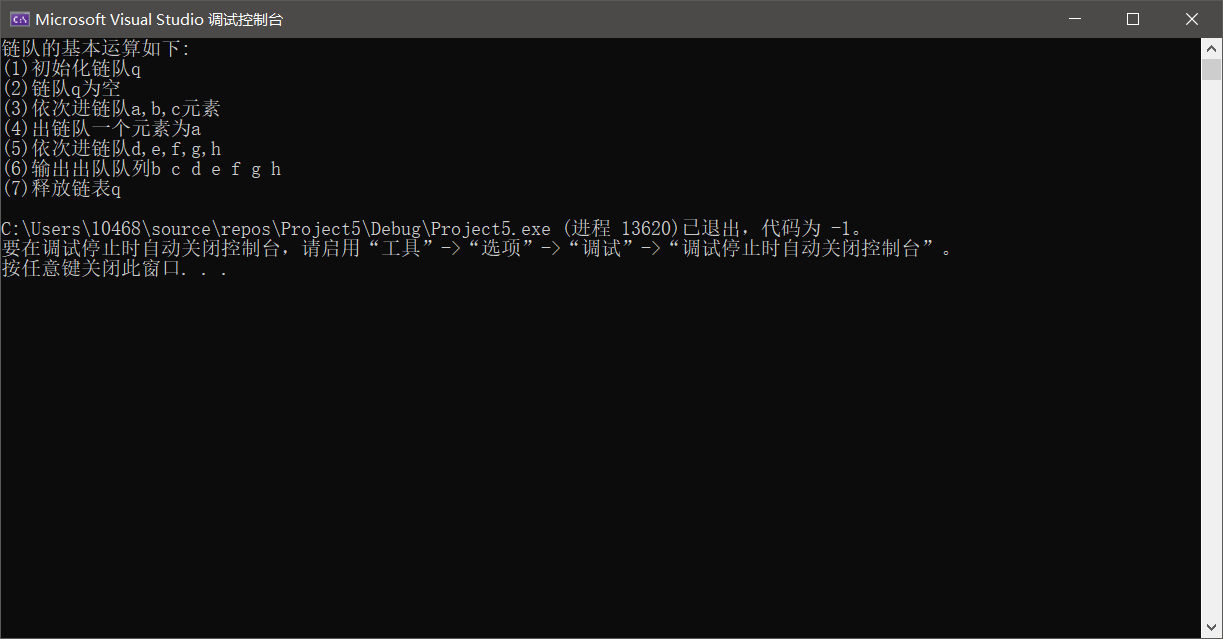 Microsoft Visual Studio 调试控制台
链队的基本运算如下:
(1)初始化链队q
(2)链队q为空
(3)依次进链队a,b,c元素
(4)出链队一个元素为a
(5)依次进链队d,e,f,g,h
(6)输出出队队列b c d e f g h
(7)释放链表q
C:\Users\10468\source\repos\Project5\Debug\Project5.exe (进程 13620)已退出，代码为 -1。
要在调试停止时自动关闭控制台，请启用“工具”->“选项”->“调试”->“调试停止时自动关闭控制台”。
按任意键关闭此窗口. . .